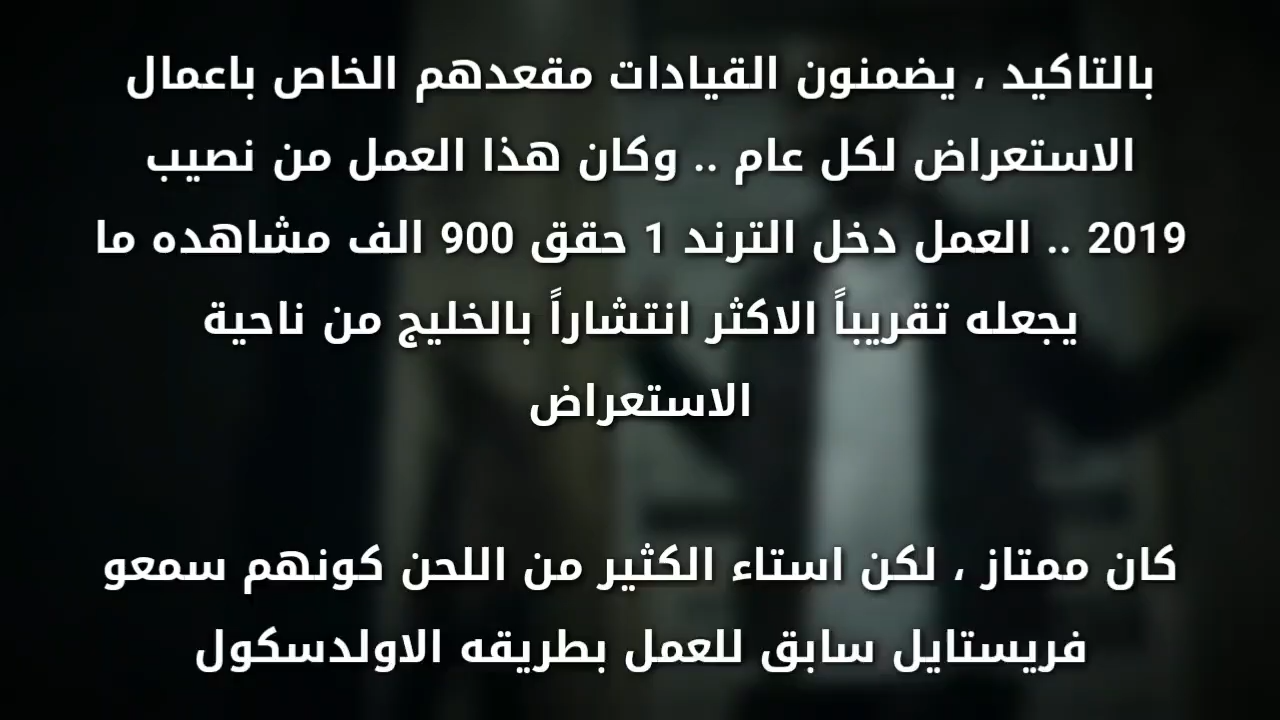 بالتاكيد ، يضمنون القيادات مقعدهم الخاص باعمال
الاستعراض لكل عام .. وكان هذا العمل من نصيب
2019 .. العمل دخل الترند 1 حقق 900 الف مشاهده ما
يجعله تقريباً الاكثر انتشاراً بالخليج من ناحية
الاستعراض
كان ممتاز ، لكن استاء الكثير من اللحن كونهم سمعو
فريستايل سابق للعمل بطريقه الاولدسكول